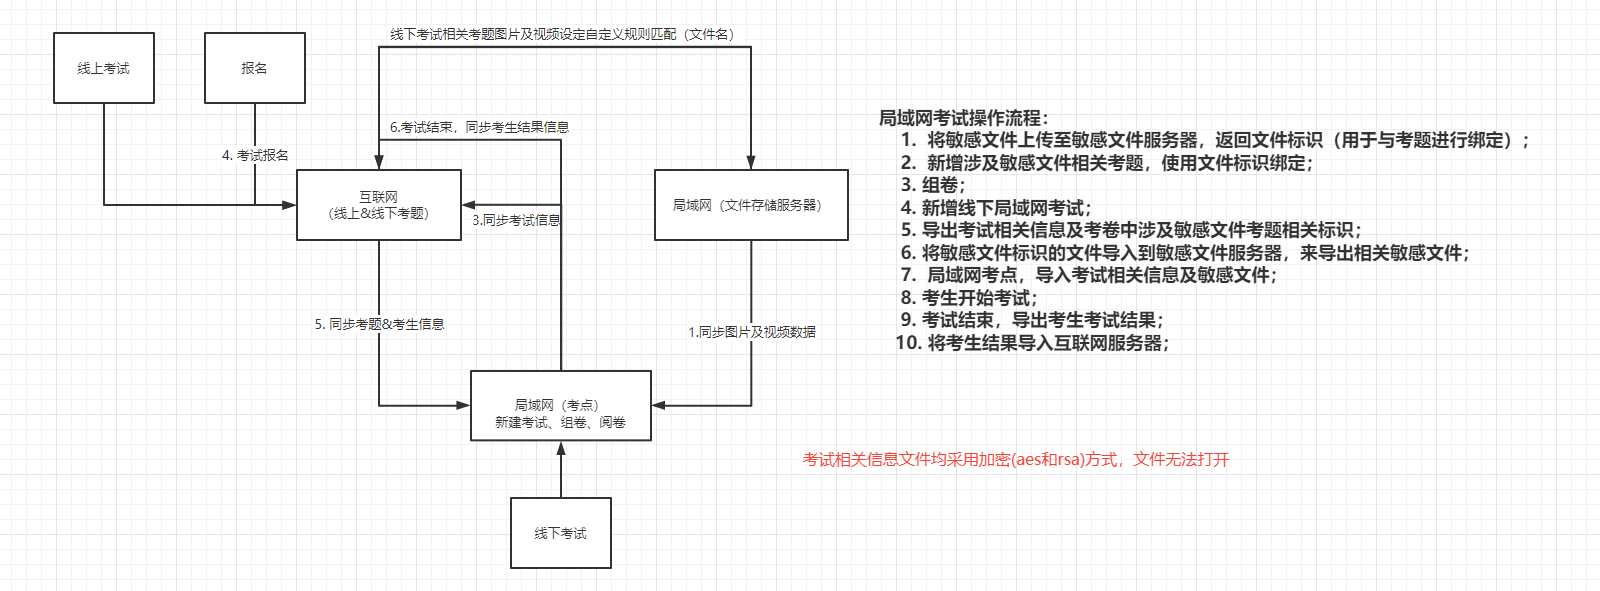 线下考试相关考题图片及视频设定自定义规则匹配（文件名）
线上考试
报名
6.考试结束，同步考生结果信息
4. 考试报名
互联网
（线上&线下考题）
3.同步考试信息
局域网（文件存储服务器）
5. 同步考题&考生信息
1.同步图片及视频数据
局域网（考点）
新建考试、组卷、阅卷
线下考试
局域网考试操作流程：
1. 将敏感文件上传至敏感文件服务器，返回文件标识（用于与考题进行绑定）；
2. 新增涉及敏感文件相关考题，使用文件标识绑定；
3. 组卷；
4. 新增线下局域网考试；
5. 导出考试相关信息及考卷中涉及敏感文件考题相关标识；
6. 将敏感文件标识的文件导入到敏感文件服务器，来导出相关敏感文件；
7. 局域网考点，导入考试相关信息及敏感文件；
8. 考生开始考试；
9. 考试结束，导出考生考试结果；
10. 将考生结果导入互联网服务器；
考试相关信息文件均采用加密(aes和rsa)方式，文件无法打开